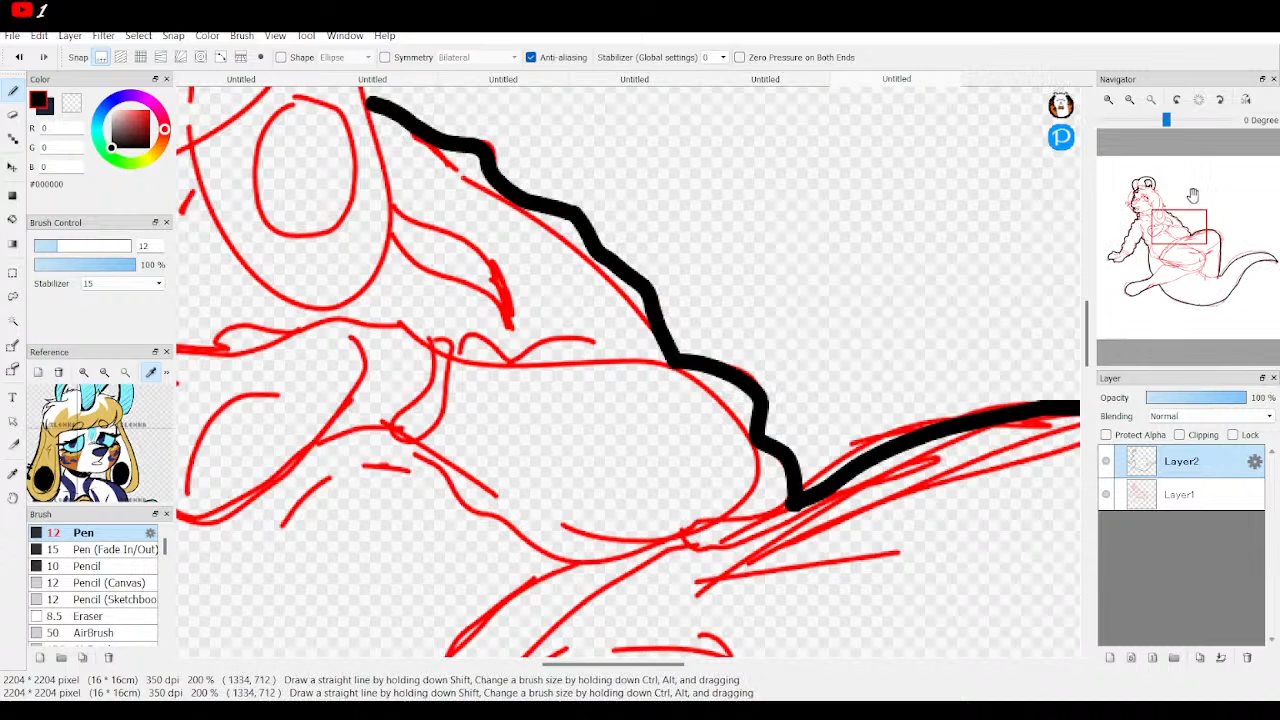 1
File Edit Layer Filter Select Snap Color Brush View Tool Window Help
Snap Shape Ellipse Symmetry Bilateral Anti-aliasing Stabilizer (Global settings) 0 Zero Pressure on Both Ends
Color
Untitled Untitled Untitled Untitled Untitled Untitled
Navigator
R 0
G 0
B 0
#000000
0 Degree
Brush Control
12
100 %
Stabilizer 15
Reference
Layer
Opacity 100 %
Blending Normal
Protect Alpha Clipping Lock
Layer2
Layer1
Brush
12 Pen
15 Pen (Fade In/Out)
10 Pencil
12 Pencil (Canvas)
12 Pencil (Sketchboo
8.5 Eraser
50 AirBrush
2204 * 2204 pixel (16 * 16cm) 350 dpi 200 % ( 1334, 712 ) Draw a straight line by holding down Shift, Change a brush size by holding down Ctrl, Alt, and dragging
2204 * 2204 pixel (16 * 16cm) 350 dpi 200 % ( 1334, 712 ) Draw a straight line by holding down Shift, Change a brush size by holding down Ctrl, Alt, and dragging